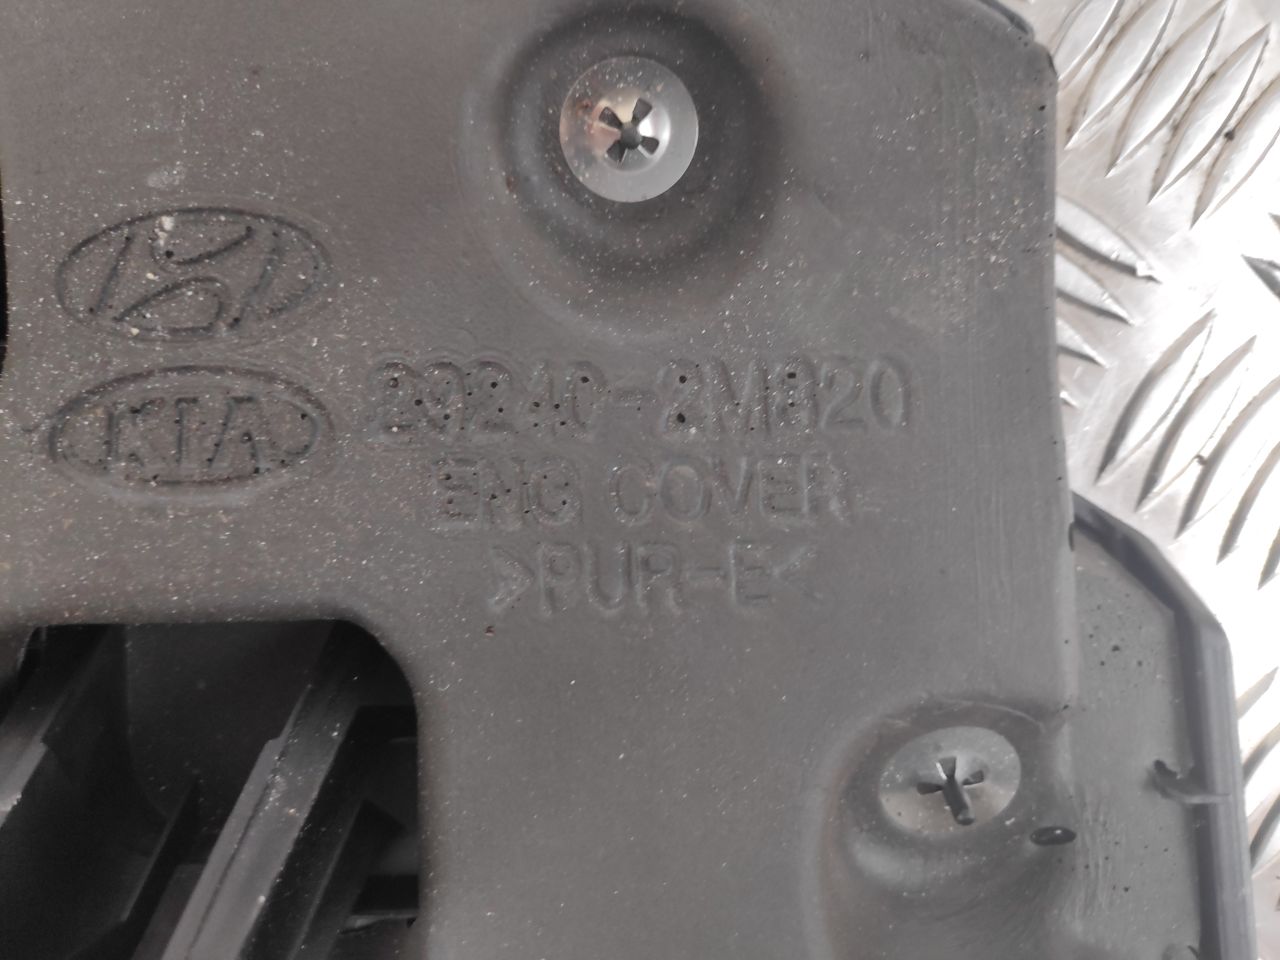 KIA
29240-2M820
ENG COVER
>PUR-E<